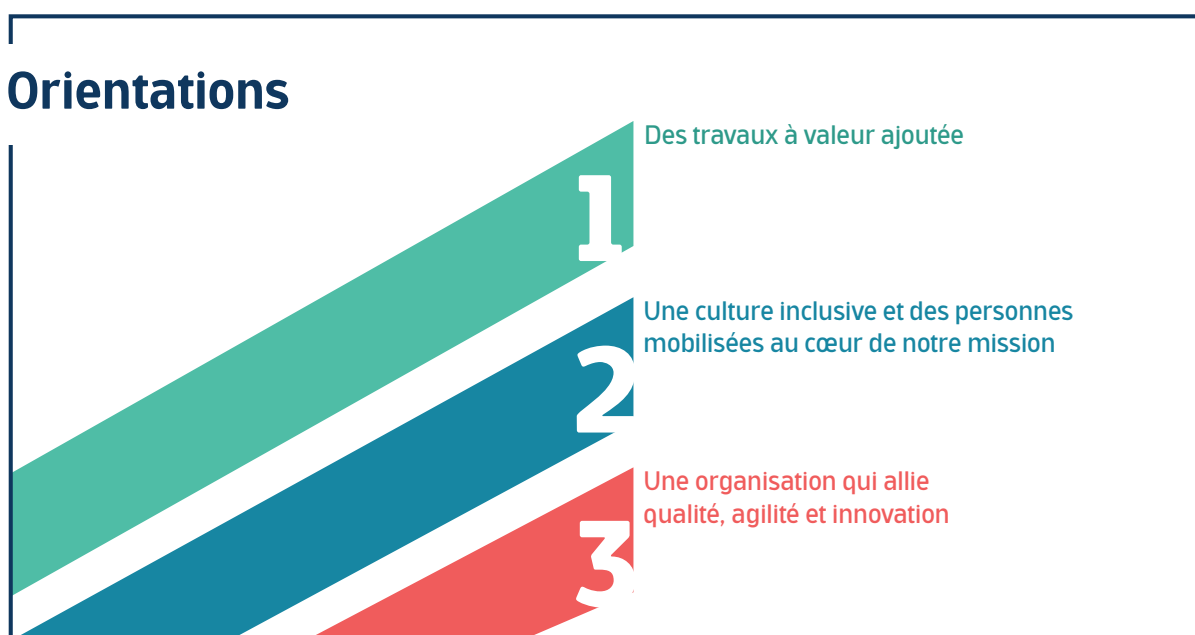 Orientations
1
Des travaux à valeur ajoutée
2
Une culture inclusive et des personnes
mobilisées au cœur de notre mission
3
Une organisation qui allie
qualité, agilité et innovation